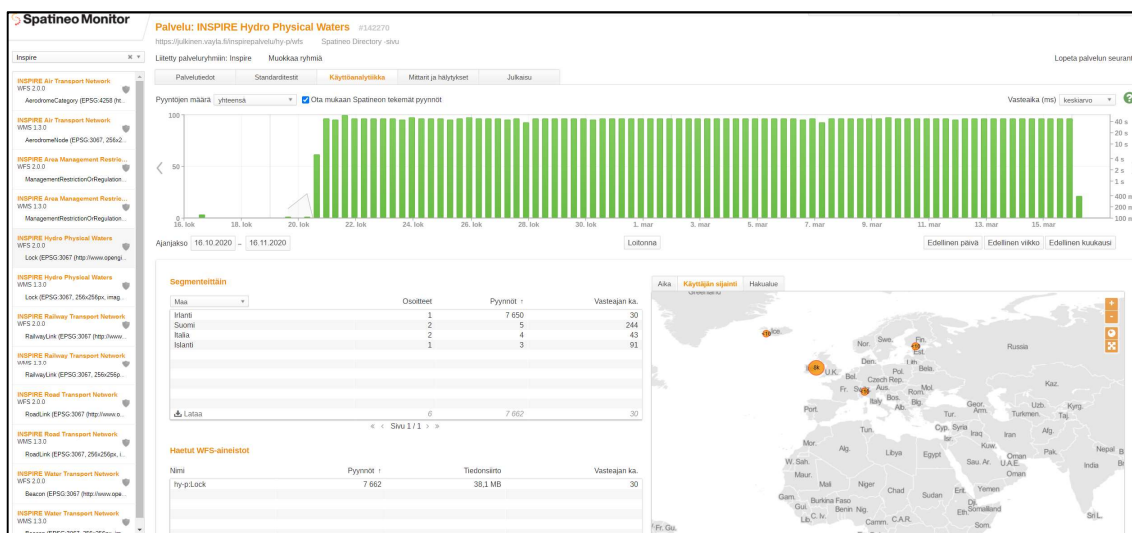 Spatineo Monitor
Inspire
INSPIRE Air Transport Network
WFS 2.0.0
AerodromeCategory (EPSG:4258 (ht...
INSPIRE Air Transport Network
WMS 1.3.0
AerodromeNode (EPSG:3067, 256x2...
INSPIRE Area Management Restric...
WFS 2.0.0
ManagementRestrictionOrRegulation...
INSPIRE Area Management Restric...
WMS 1.3.0
ManagementRestrictionOrRegulation...
INSPIRE Hydro Physical Waters
WFS 2.0.0
Lock (EPSG:3067 (http://www.opengi...
INSPIRE Hydro Physical Waters
WMS 1.3.0
Lock (EPSG:3067, 256x256px, imag...
INSPIRE Railway Transport Network
WFS 2.0.0
RailwayLink (EPSG:3067 (http://www...
INSPIRE Railway Transport Network
WMS 1.3.0
RailwayLink (EPSG:3067, 256x256p...
INSPIRE Road Transport Network
WFS 2.0.0
RoadLink (EPSG:3067 (http://www.o...
INSPIRE Road Transport Network
WMS 1.3.0
RoadLink (EPSG:3067, 256x256px, i...
INSPIRE Water Transport Network
WFS 2.0.0
Beacon (EPSG:3067 (http://www.ope...
INSPIRE Water Transport Network
WMS 1.3.0
Palvelu: INSPIRE Hydro Physical Waters #142270
https://julkinen.vayla.fi/inspirepalvelu/hy-p/wfs Spatineo Directory -sivu
Liitetty palveluryhmiin: Inspire Muokkaa ryhmiä Lopeta palvelun seurant
Palvelutiedot Standarditestit Käyttöanalytiikka Mittarit ja hälytykset Julkaisu
Pyyntöjen määrä yhteensä Ota mukaan Spatineon tekemät pyynnöt Vasteaika (ms) keskiarvo ?
100
50
0
40 s
20 s
10 s
4 s
2 s
1 s
400 m
200 m
100 m
16. lok 18. lok 20. lok 22. lok 24. lok 26. lok 28. lok 30. lok 1. mar 3. mar 5. mar 7. mar 9. mar 11. mar 13. mar 15. mar
Ajanjakso 16.10.2020 - 16.11.2020 Loitonna Edellinen päivä Edellinen viikko Edellinen kuukausi
Segmenteittäin
Maa Osoitteet Pyynnöt ↑ Vasteajan ka.
Irlanti 1 7 650 30
Suomi 2 5 244
Italia 2 4 43
Islanti 1 3 91
Lataa 6 7 662 30
« < Sivu 1 / 1 > »
Haetut WFS-aineistot
Nimi Pyynnöt ↑ Tiedonsiirto Vasteajan ka.
hy-p:Lock 7 662 38,1 MB 30
Aika Käyttäjän sijainti Hakualue
+
-
<10 Ice.
Nor. Swe. Fin.
<10
Est.
Russia
Den. Lith.
8k U.K. Bel. Pol. Bela.
Czech Rep.
Kaz.
Fr. Aus. Rom. Mol.
<10
Italy Bos. Blg.
Port. Alb. Tur. Geor. Arm. Uzb. Kyrg.
Turkmen. Taj.
Tun. Cyp. Syria
Isr. Iraq Iran Afg.
Mor. Alg. Libya Egypt Kuw. Pak. Nepal
W. Sah. Sau. Ar. U.A.E. Oman India
Oman
Maur. Mali Niger Chad Sudan Erit. Yemen
Gam. Burkina Faso Dj.
Gui. Benin Nig. Eth. Somaliland
Lib. C. Iv. Camm. C.A.R. Som. Sri L.
Fr. Gu.